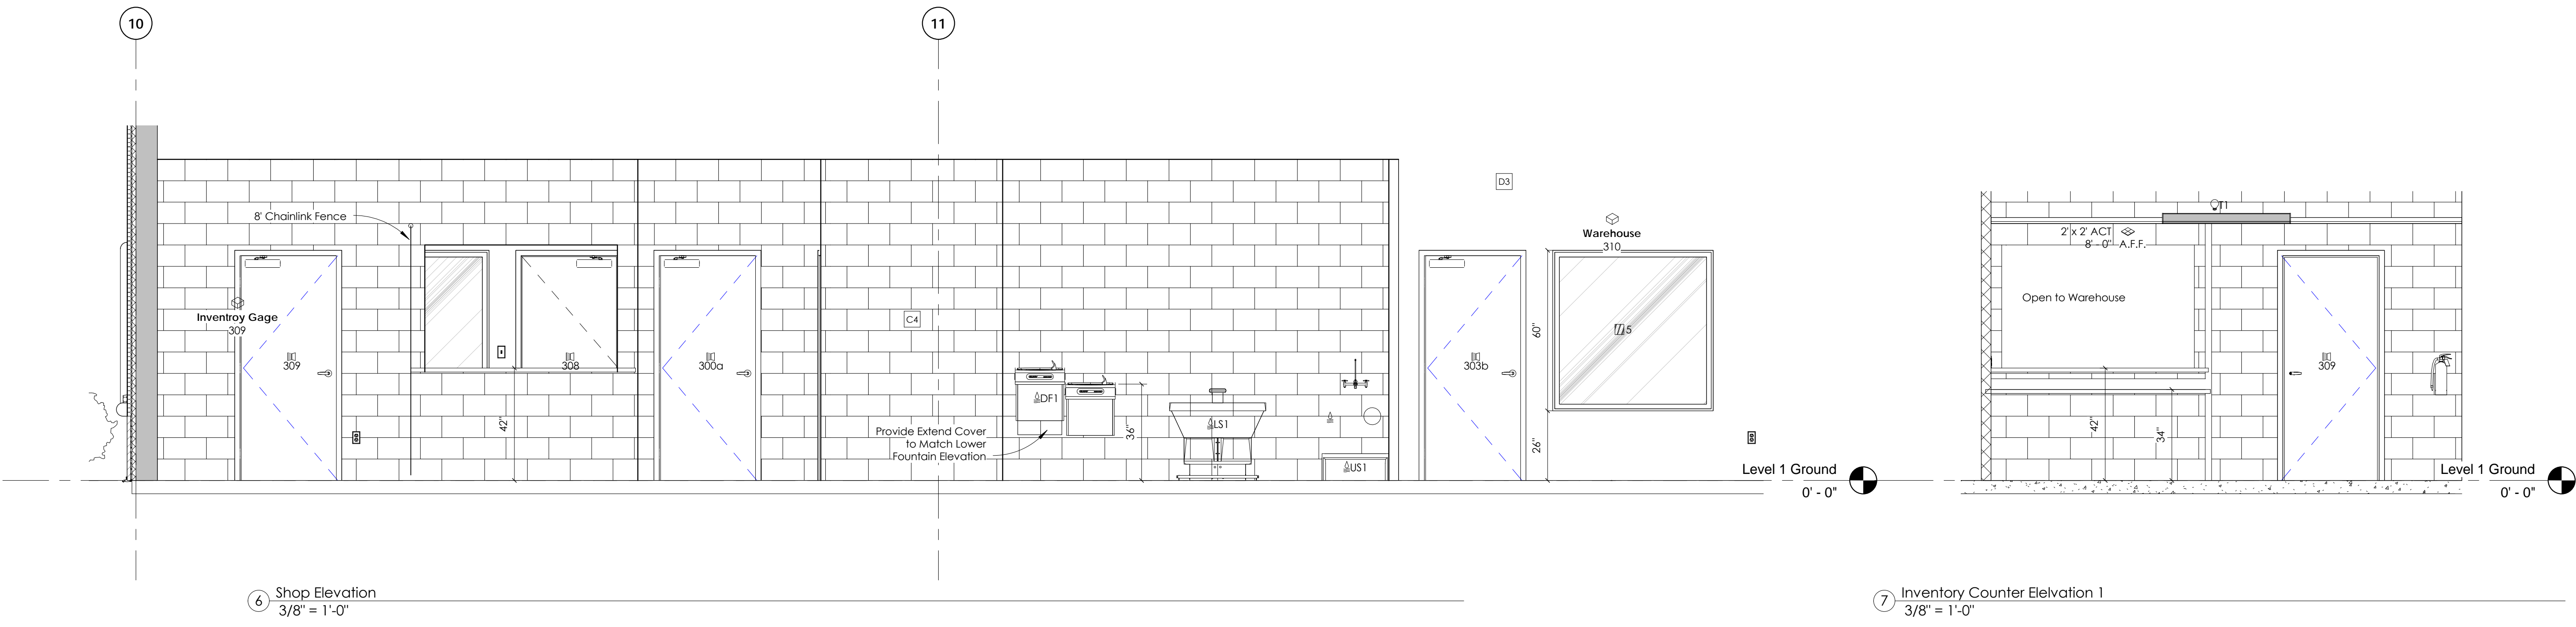 10
11
8' Chainlink Fence
Inventroy Gage
309
309
308
300a
C4
42"
DF1
Provide Extend Cover
to Match Lower
Fountain Elevation
36"
LS1
US1
D3
Warehouse
310
303b
60"
5
26"
Level 1 Ground
0' - 0"
6
Shop Elevation
3/8" = 1'-0"
T1
2' x 2' ACT
8' - 0" A.F.F.
Open to Warehouse
309
42"
34"
Level 1 Ground
0' - 0"
7
Inventory Counter Elelvation 1
3/8" = 1'-0"